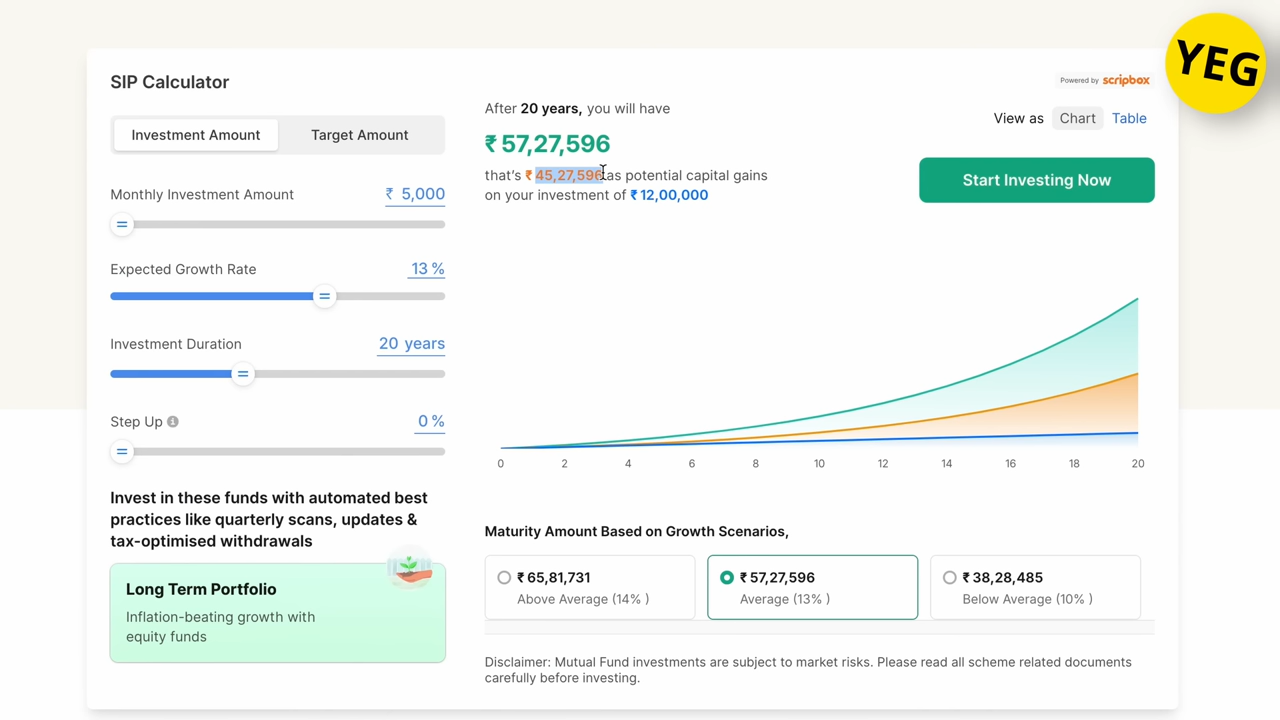 YEG
SIP Calculator
Powered by scripbox
Investment Amount
Target Amount
After 20 years, you will have
₹ 57,27,596
that's ₹ 45,27,596 as potential capital gains
on your investment of ₹ 12,00,000
View as Chart Table
Start Investing Now
Monthly Investment Amount ₹ 5,000
Expected Growth Rate 13 %
Investment Duration 20 years
Step Up 0 %
0 2 4 6 8 10 12 14 16 18 20
Invest in these funds with automated best
practices like quarterly scans, updates &
tax-optimised withdrawals
Long Term Portfolio
Inflation-beating growth with
equity funds
Maturity Amount Based on Growth Scenarios,
₹ 65,81,731
Above Average (14% )
₹ 57,27,596
Average (13% )
₹ 38,28,485
Below Average (10% )
Disclaimer: Mutual Fund investments are subject to market risks. Please read all scheme related documents
carefully before investing.